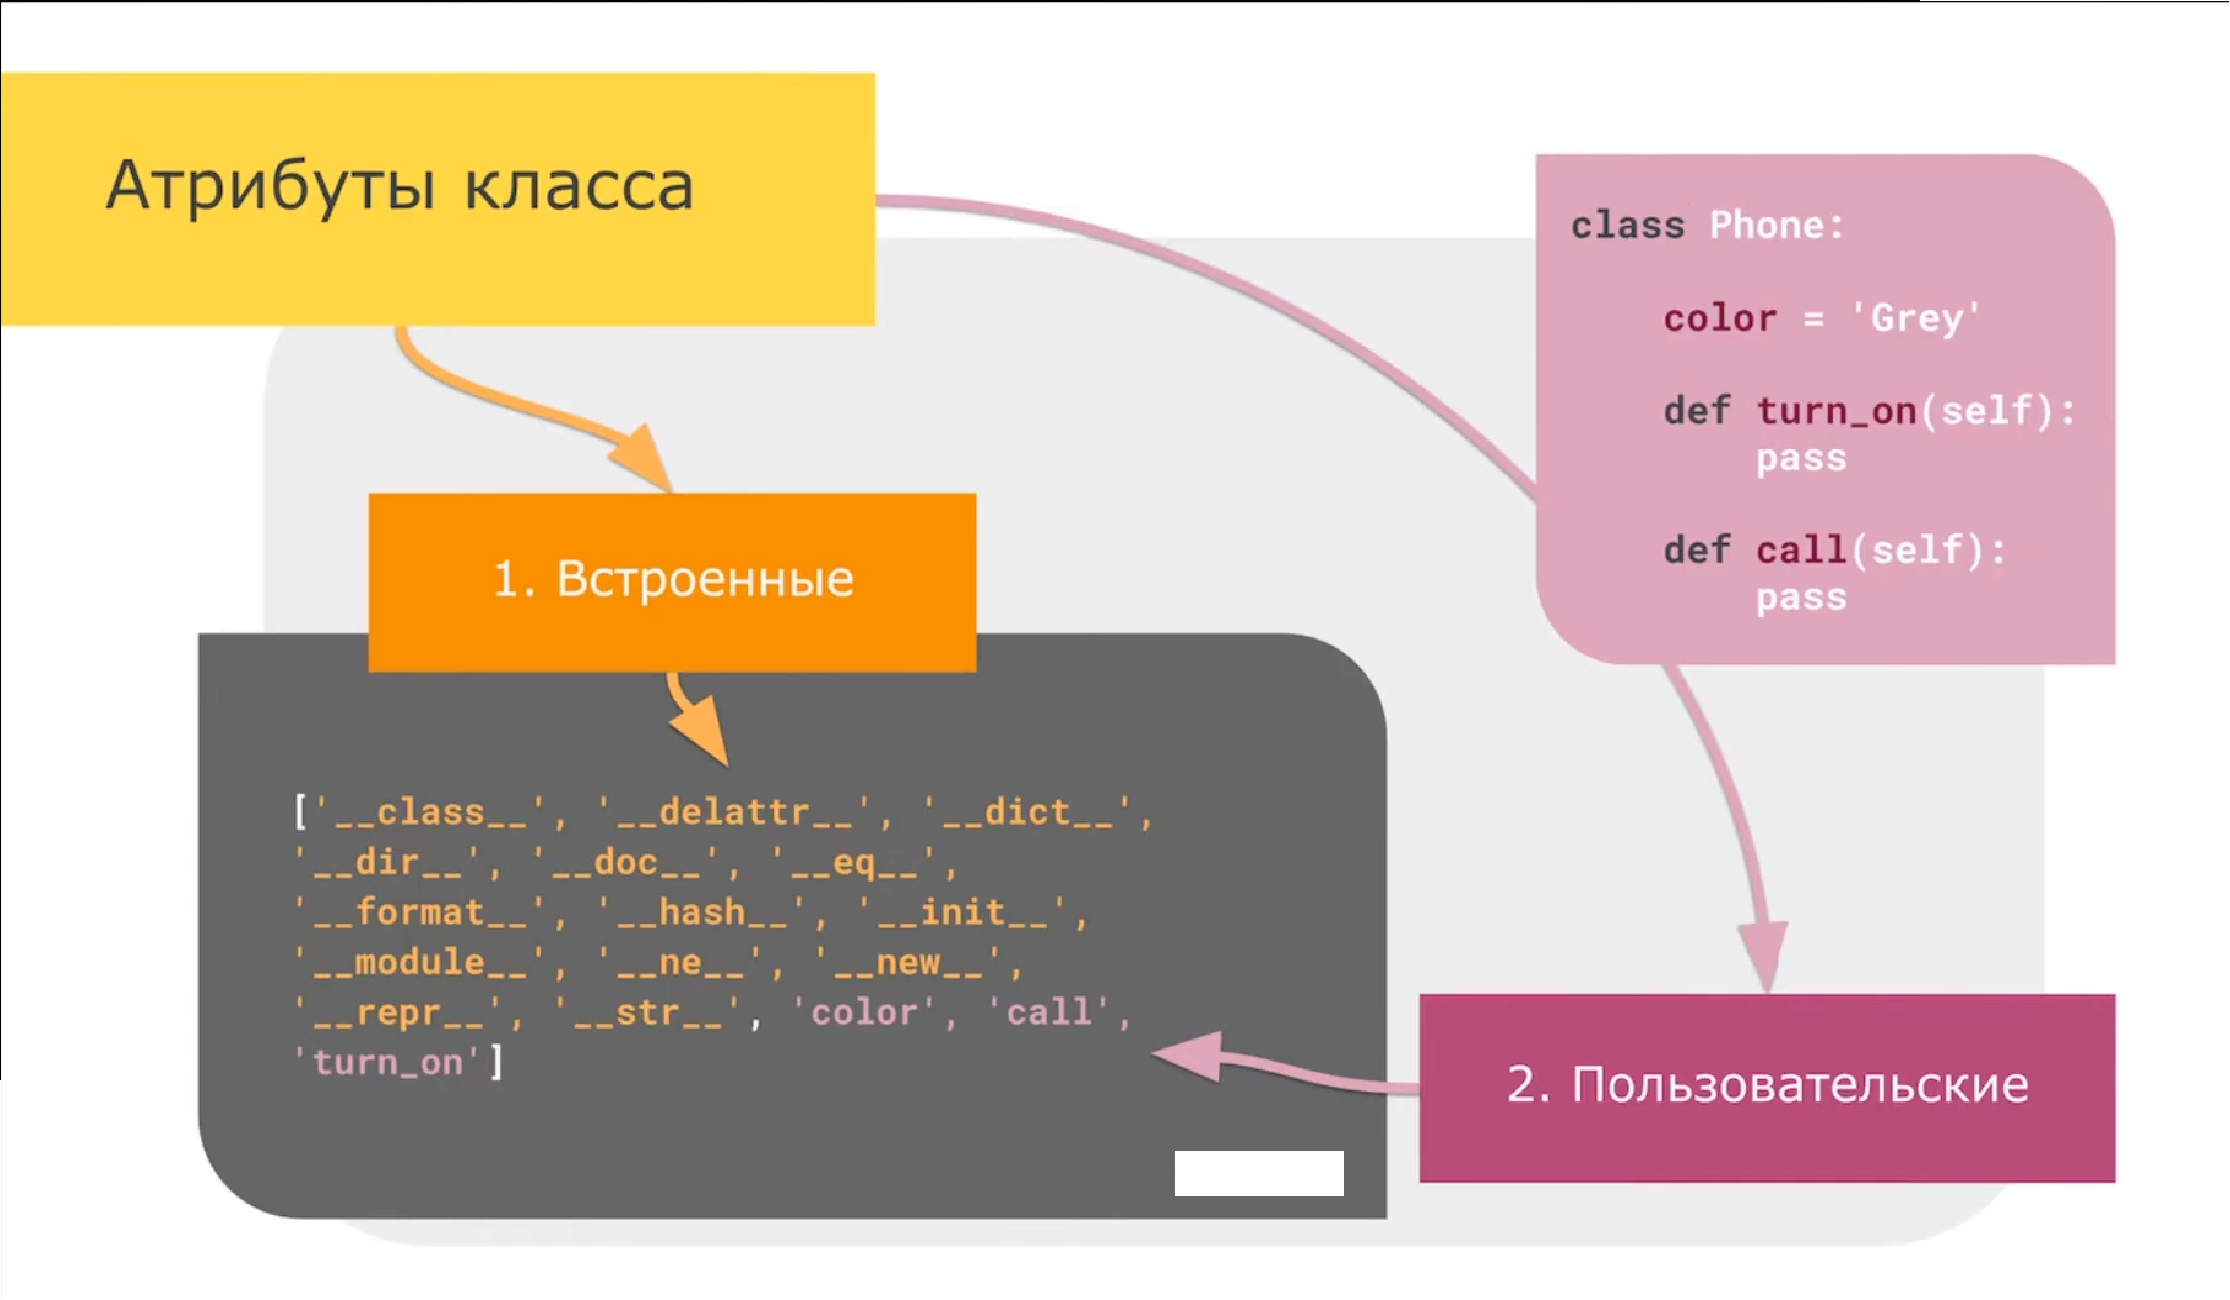 Атрибуты класса
class Phone:
color = 'Grey'
def turn_on(self):
pass
def call(self):
pass
1. Встроенные
['__class__', '__delattr__', '__dict__',
'__dir__', '__doc__', '__eq__',
'__format__', '__hash__', '__init__',
'__module__', '__ne__', '__new__',
'__repr__', '__str__', 'color', 'call',
'turn_on']
2. Пользовательские